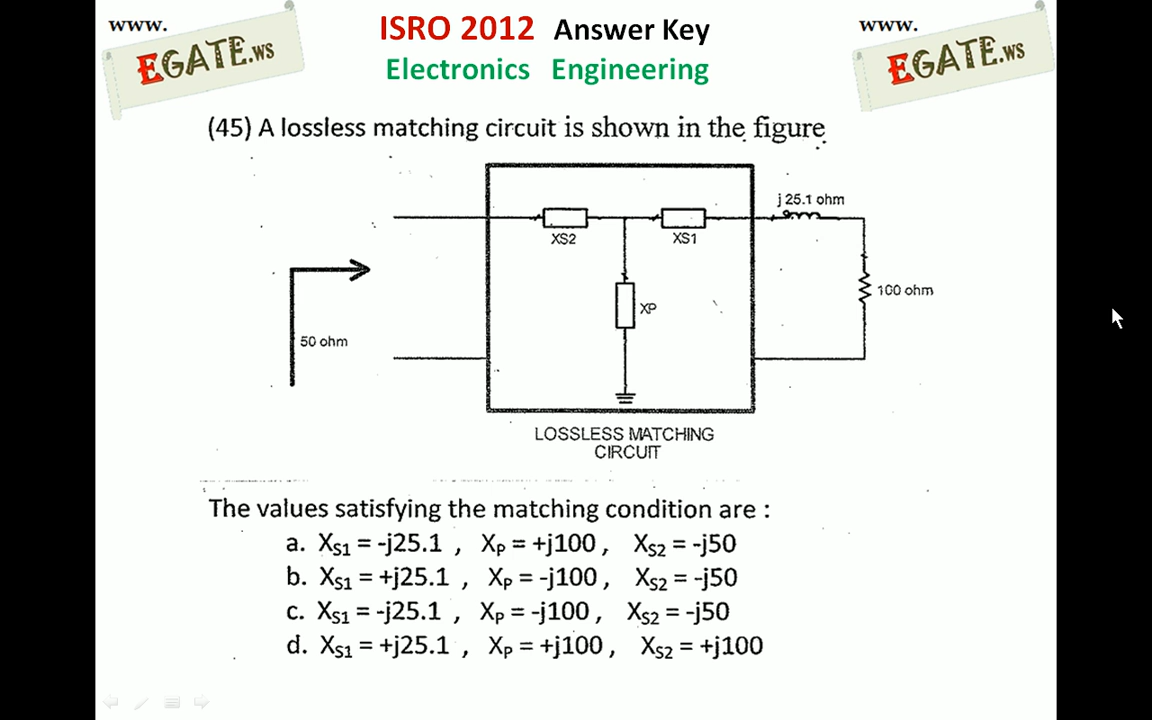 www.
EGATE.ws
ISRO 2012 Answer Key
Electronics Engineering
www.
EGATE.ws
(45) A lossless matching circuit is shown in the figure
j 25.1 ohm
XS2
XS1
XP
100 ohm
50 ohm
LOSSLESS MATCHING
CIRCUIT
The values satisfying the matching condition are :
a. XS1 = -j25.1 , XP = +j100 , XS2 = -j50
b. XS1 = +j25.1 , XP = -j100 , XS2 = -j50
c. XS1 = -j25.1 , XP = -j100 , XS2 = -j50
d. XS1 = +j25.1 , XP = +j100 , XS2 = +j100